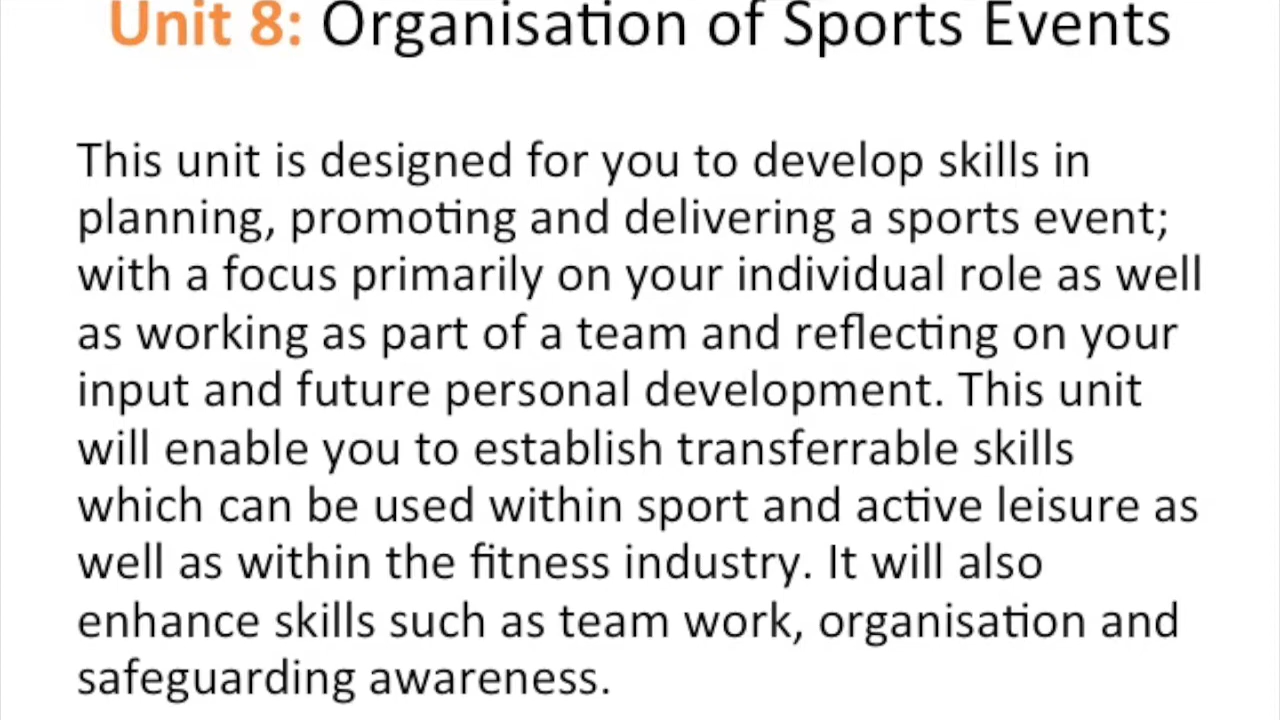 Unit 8: Organisation of Sports Events
This unit is designed for you to develop skills in
planning, promoting and delivering a sports event;
with a focus primarily on your individual role as well
as working as part of a team and reflecting on your
input and future personal development. This unit
will enable you to establish transferrable skills
which can be used within sport and active leisure as
well as within the fitness industry. It will also
enhance skills such as team work, organisation and
safeguarding awareness.